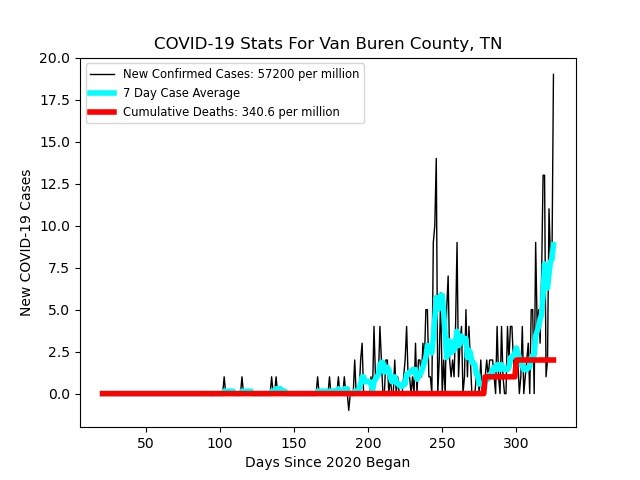 COVID-19 Stats For Van Buren County, TN
New Confirmed Cases: 57200 per million
7 Day Case Average
Cumulative Deaths: 340.6 per million
New COVID-19 Cases
20.0
17.5
15.0
12.5
10.0
7.5
5.0
2.5
0.0
50 100 150 200 250 300
Days Since 2020 Began